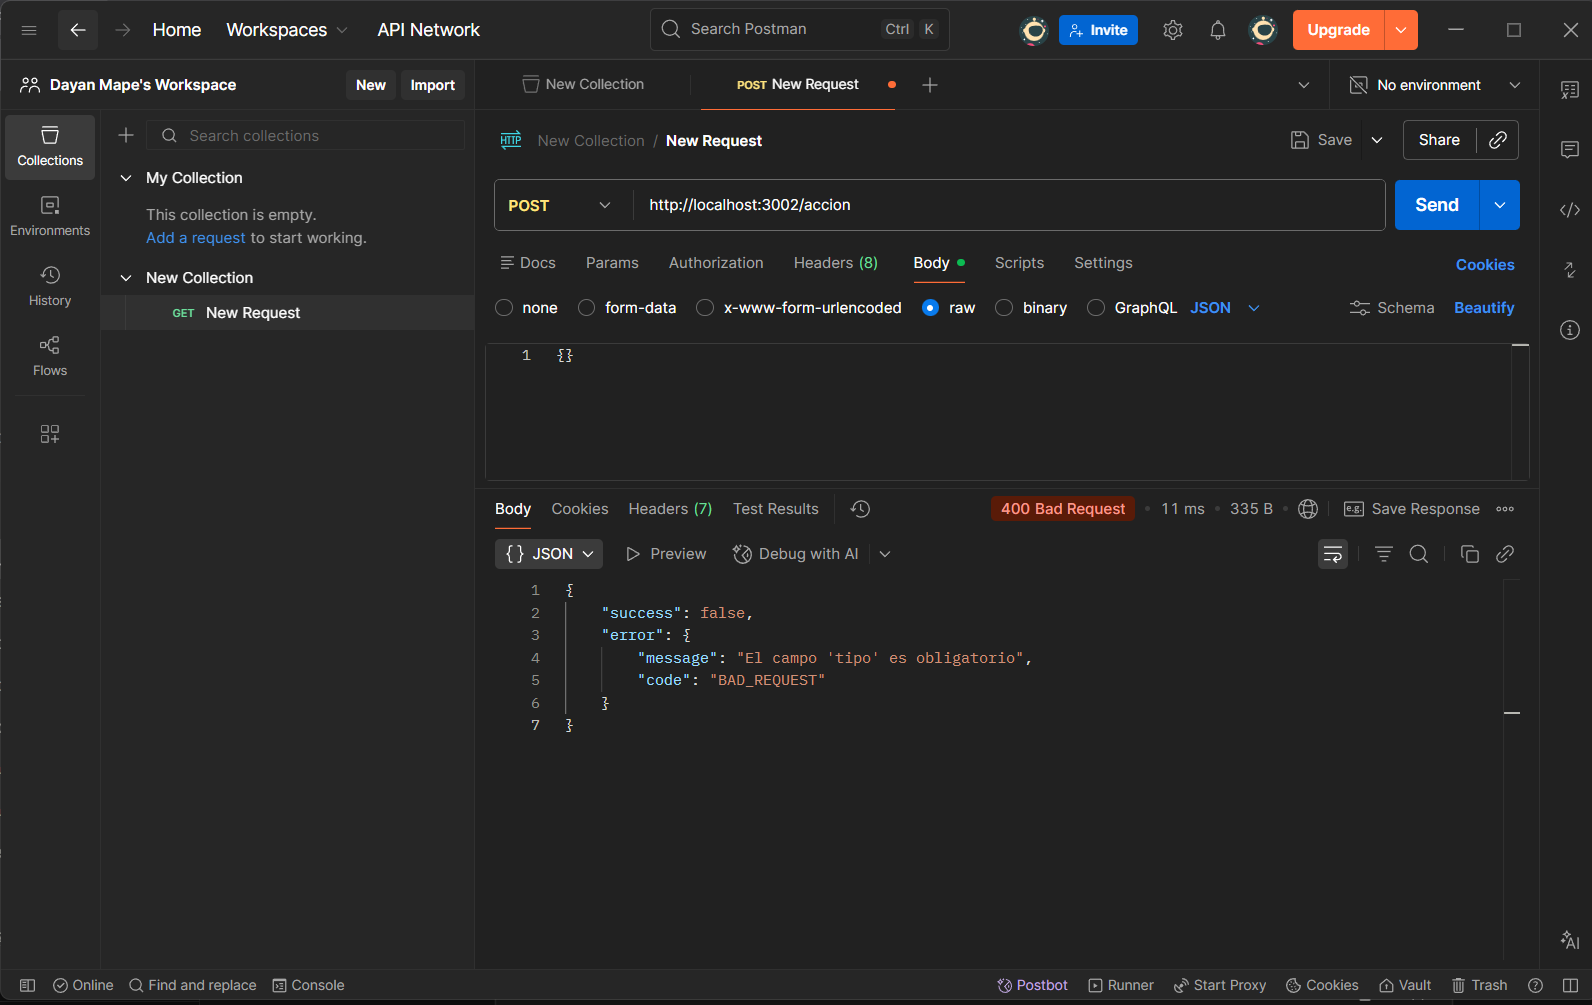 Home Workspaces API Network Search Postman Ctrl K Invite Upgrade
Dayan Mape's Workspace New Import New Collection POST New Request No environment
Collections
Environments
History
Flows
Search collections
My Collection
This collection is empty.
Add a request to start working.
New Collection
GET New Request
HTTP New Collection / New Request Save Share
POST http://localhost:3002/accion Send
Docs Params Authorization Headers (8) Body Scripts Settings Cookies
none form-data x-www-form-urlencoded raw binary GraphQL JSON Schema Beautify
1 {}
Body Cookies Headers (7) Test Results 400 Bad Request • 11 ms • 335 B • e.g. Save Response
{} JSON Preview Debug with AI
1 {
2 "success": false,
3 "error": {
4 "message": "El campo 'tipo' es obligatorio",
5 "code": "BAD_REQUEST"
6 }
7 }
AI
Online Find and replace Console Postbot Runner Start Proxy Cookies Vault Trash